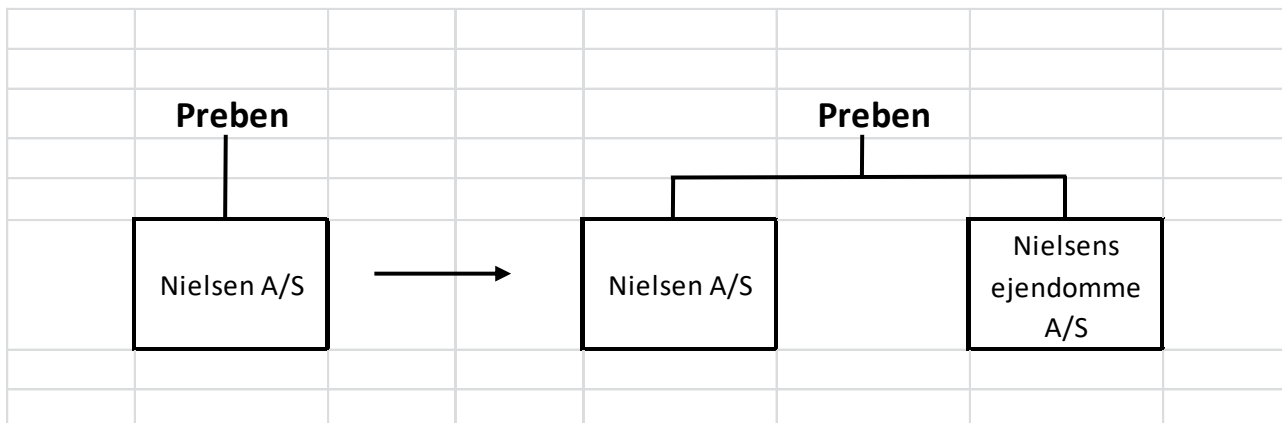 Preben
Preben
Nielsen A/S
Nielsen A/S
Nielsens
ejendomme
A/S